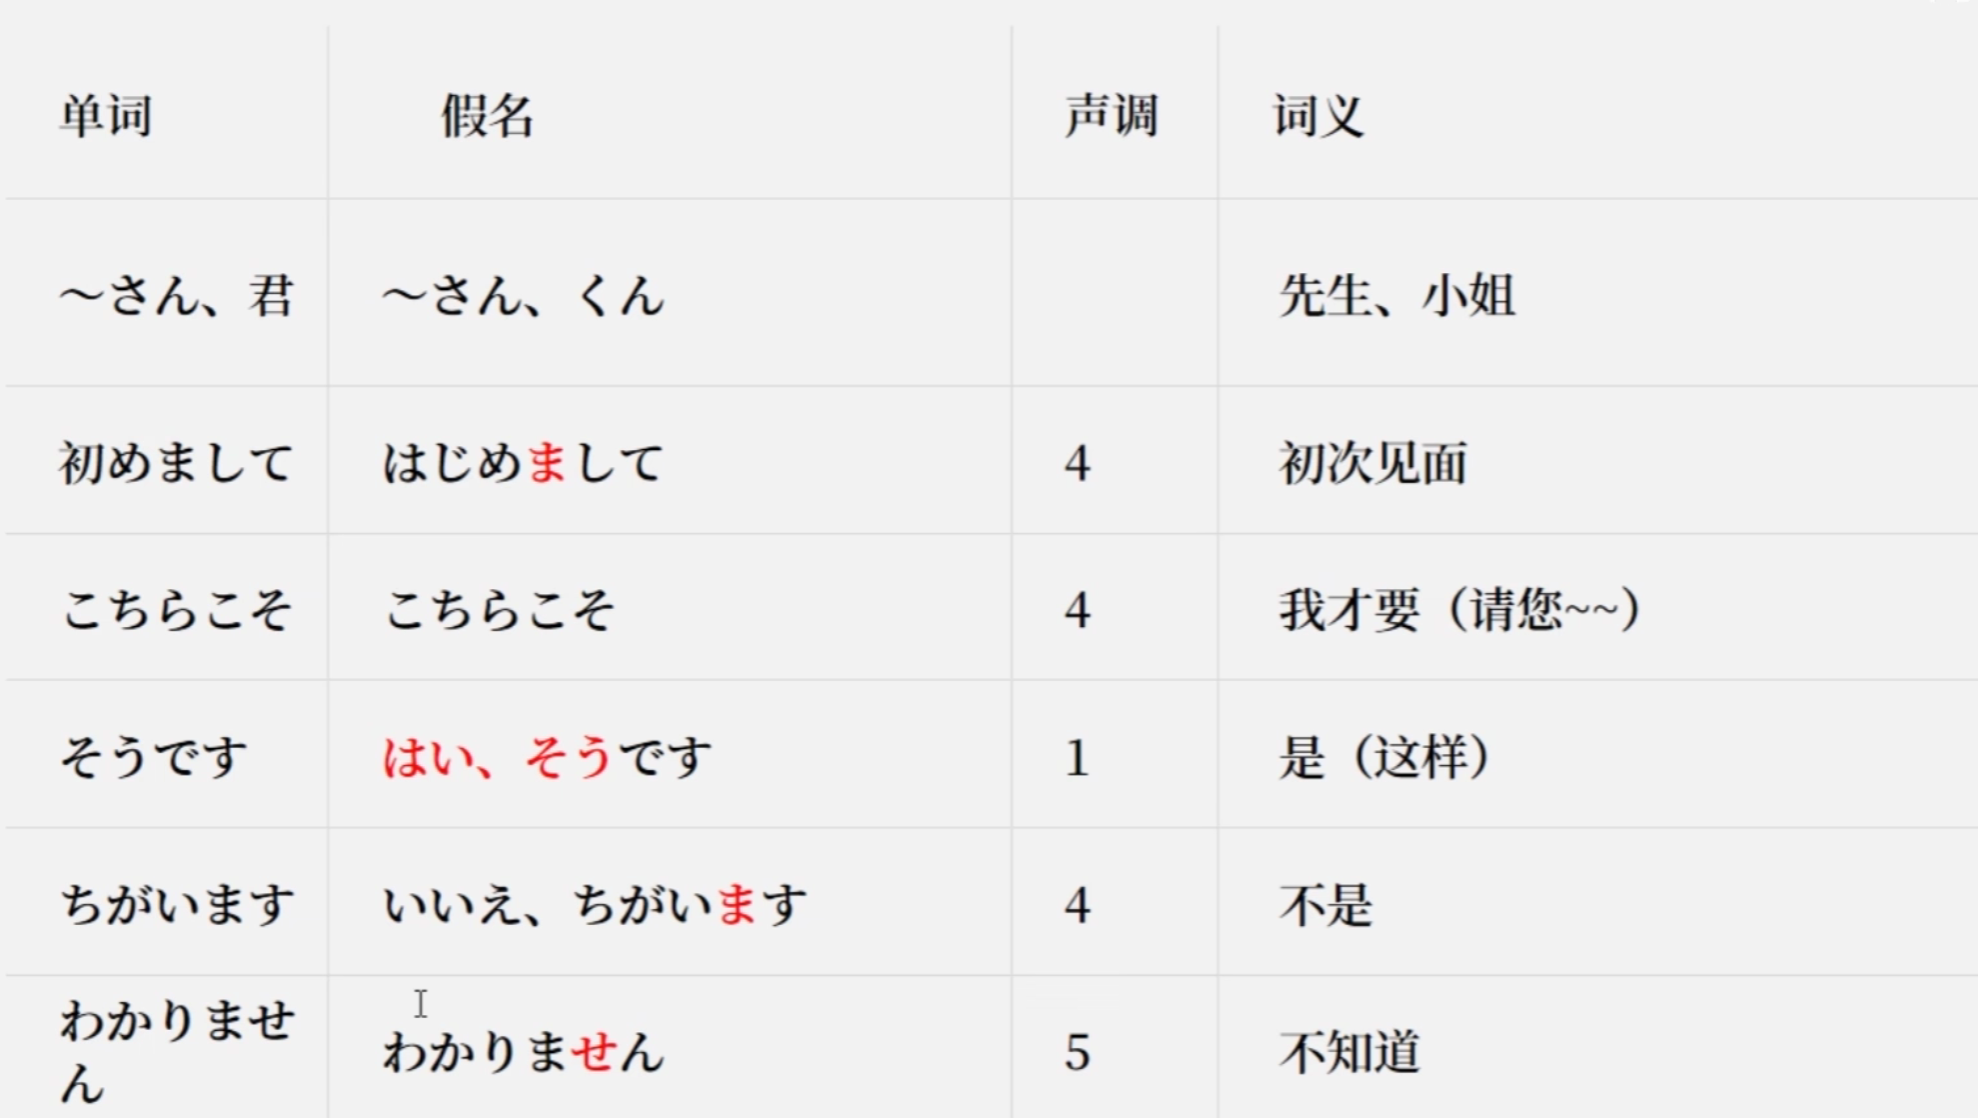 单词 假名 声调 词义
～さん、君 ～さん、くん 先生、小姐
初めまして はじめまして 4 初次见面
こちらこそ こちらこそ 4 我才要（请您~~）
そうです はい、そうです 1 是（这样）
ちがいます いいえ、ちがいます 4 不是
わかりませ
ん わかりません 5 不知道